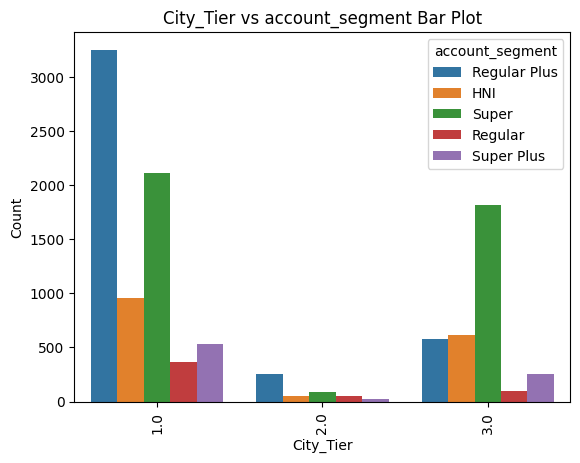 City_Tier vs account_segment Bar Plot
account_segment
Regular Plus
HNI
Super
Regular
Super Plus
Count
3000
2500
2000
1500
1000
500
0
1.0
2.0
3.0
City_Tier